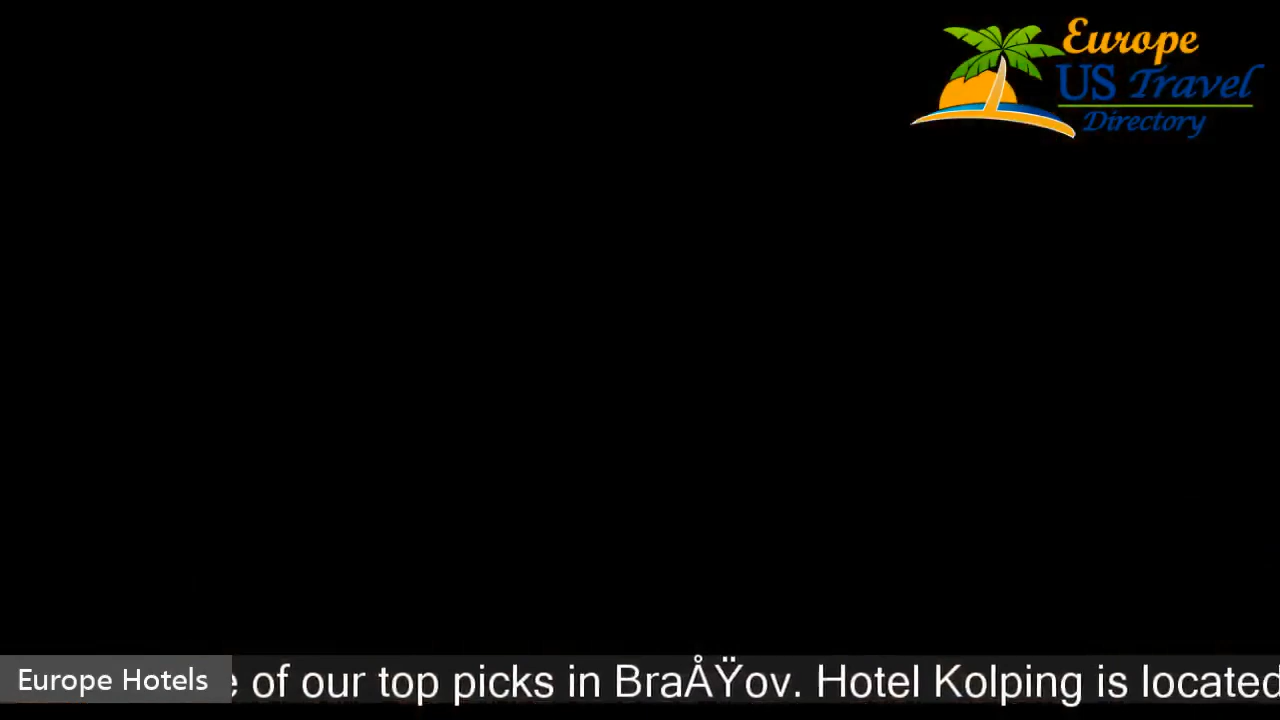 Europe
US Travel
Directory
Europe Hotels
of our top picks in BraÅŸov. Hotel Kolping is located